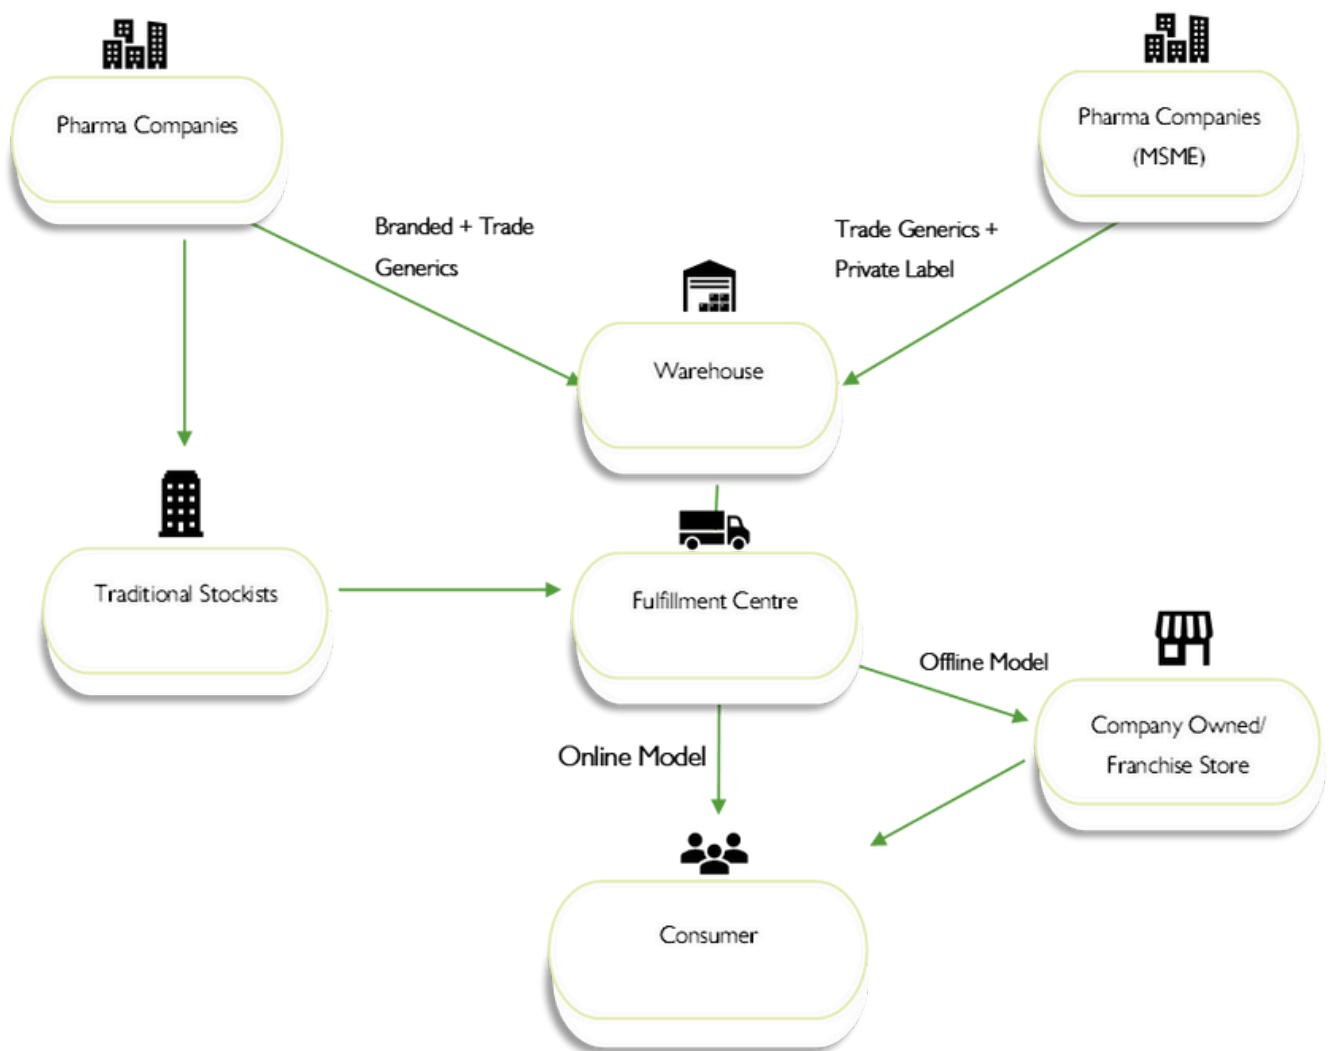 Pharma Companies
Pharma Companies
(MSME)
Branded + Trade
Generics
Trade Generics +
Private Label
Warehouse
Traditional Stockists
Fulfillment Centre
Offline Model
Company Owned/
Franchise Store
Online Model
Consumer